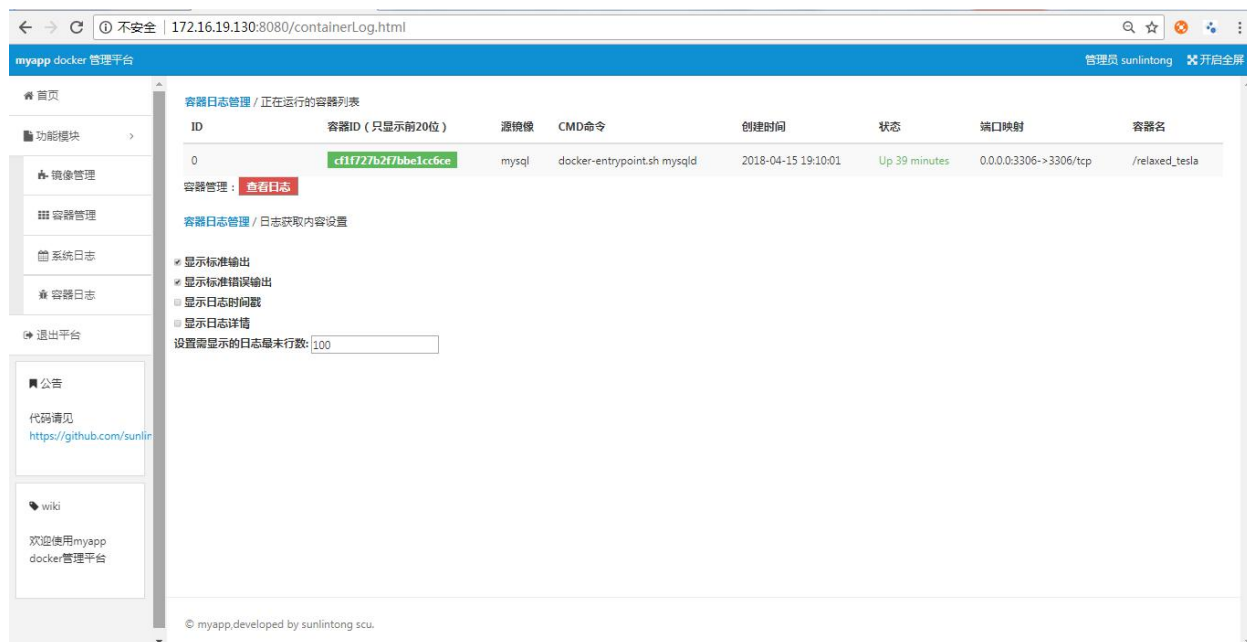 不安全 | 172.16.19.130:8080/containerLog.html
myapp docker 管理平台
管理员 sunlintong 开启全屏
首页
功能模块
镜像管理
容器管理
系统日志
容器日志
退出平台
公告
代码请见
https://github.com/sunlin
wiki
欢迎使用myapp
docker管理平台
容器日志管理 / 正在运行的容器列表
ID 容器ID（只显示前20位） 源镜像 CMD命令 创建时间 状态 端口映射 容器名
0 cf1f727b2f7bbe1cc6ce mysql docker-entrypoint.sh mysqld 2018-04-15 19:10:01 Up 39 minutes 0.0.0.0:3306->3306/tcp /relaxed_tesla
容器管理： 查看日志
容器日志管理 / 日志获取内容设置
显示标准输出
显示标准错误输出
显示日志时间戳
显示日志详情
设置需显示的日志最末行数: 100
© myapp,developed by sunlintong scu.